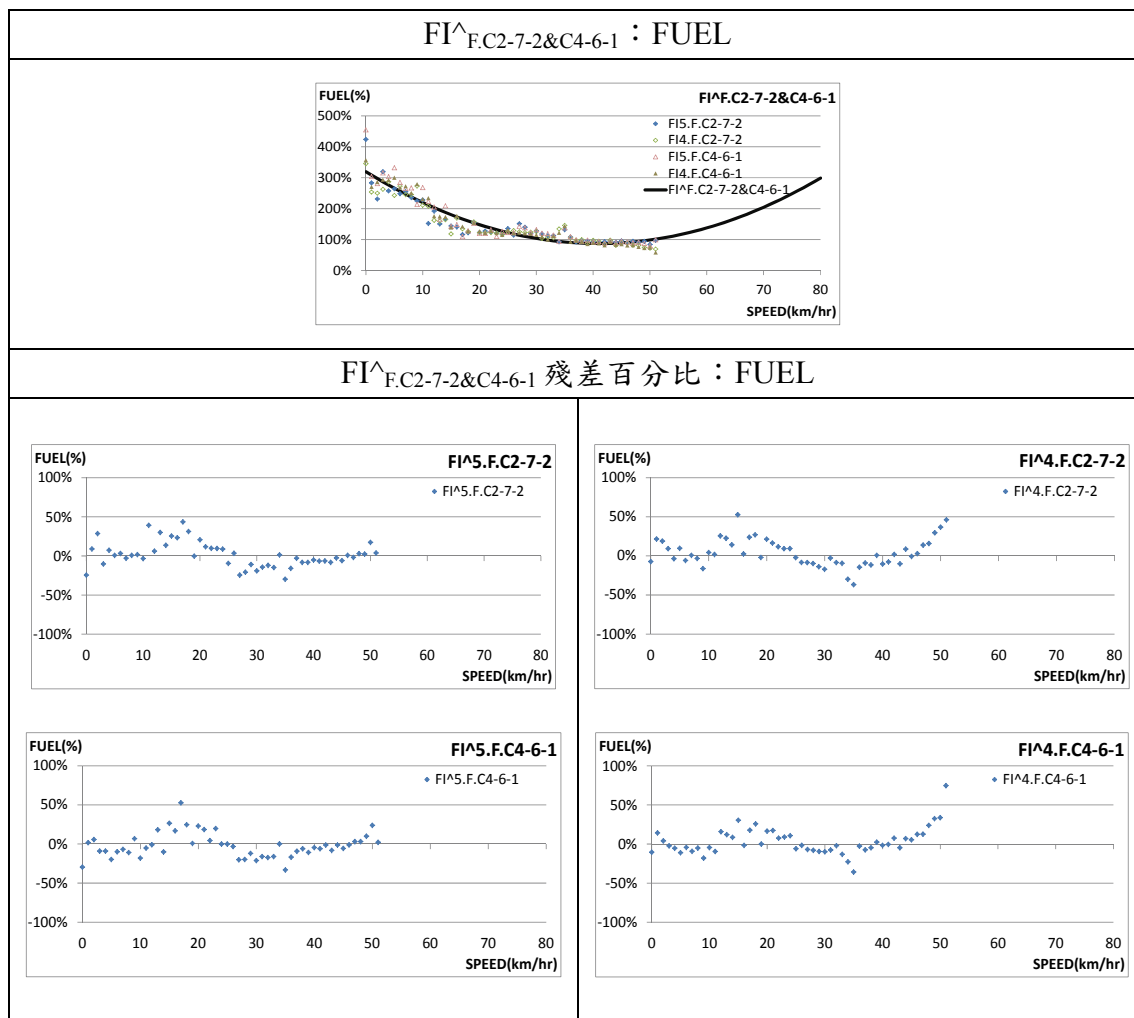 FI^F.C2-7-2&C4-6-1：FUEL
FUEL(%)
FI^F.C2-7-2&C4-6-1
500%
400%
300%
200%
100%
0%
FI5.F.C2-7-2
FI4.F.C2-7-2
FI5.F.C4-6-1
FI4.F.C4-6-1
FI^F.C2-7-2&C4-6-1
0 10 20 30 40 50 60 70 80
SPEED(km/hr)
FI^F.C2-7-2&C4-6-1 殘差百分比：FUEL
FUEL(%)
FI^5.F.C2-7-2
100%
50%
0%
-50%
-100%
FI^5.F.C2-7-2
0 10 20 30 40 50 60 70 80
SPEED(km/hr)
FUEL(%)
FI^4.F.C2-7-2
100%
50%
0%
-50%
-100%
FI^4.F.C2-7-2
0 10 20 30 40 50 60 70 80
SPEED(km/hr)
FUEL(%)
FI^5.F.C4-6-1
100%
50%
0%
-50%
-100%
FI^5.F.C4-6-1
0 10 20 30 40 50 60 70 80
SPEED(km/hr)
FUEL(%)
FI^4.F.C4-6-1
100%
50%
0%
-50%
-100%
FI^4.F.C4-6-1
0 10 20 30 40 50 60 70 80
SPEED(km/hr)